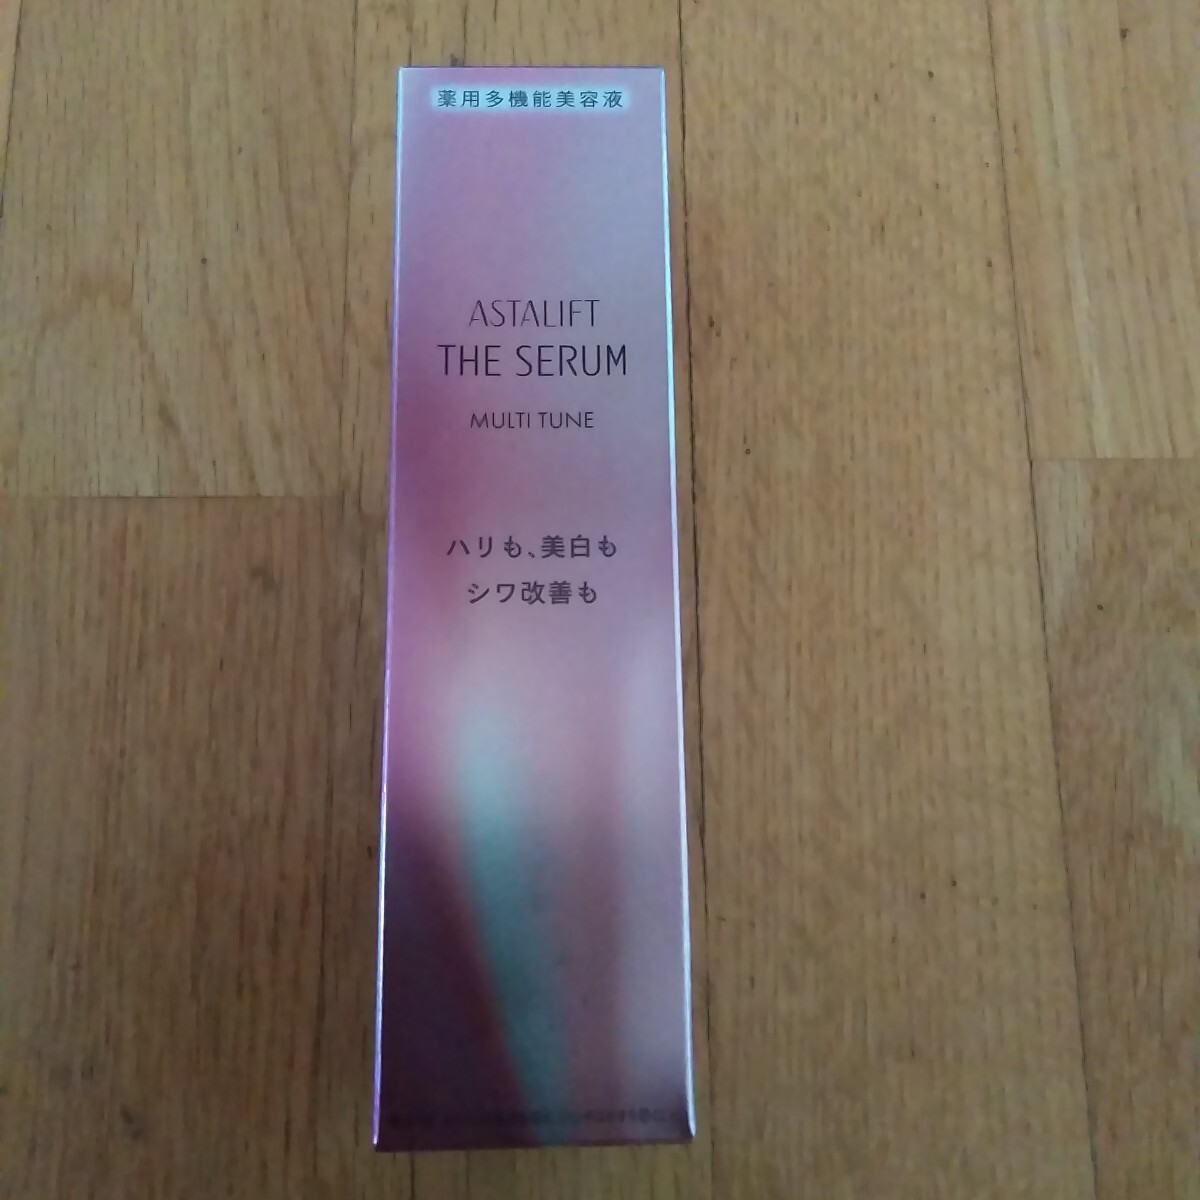 薬用多機能美容液
ASTALIFT
THE SERUM
MULTI TUNE
ハリも、美白も
シワ改善も